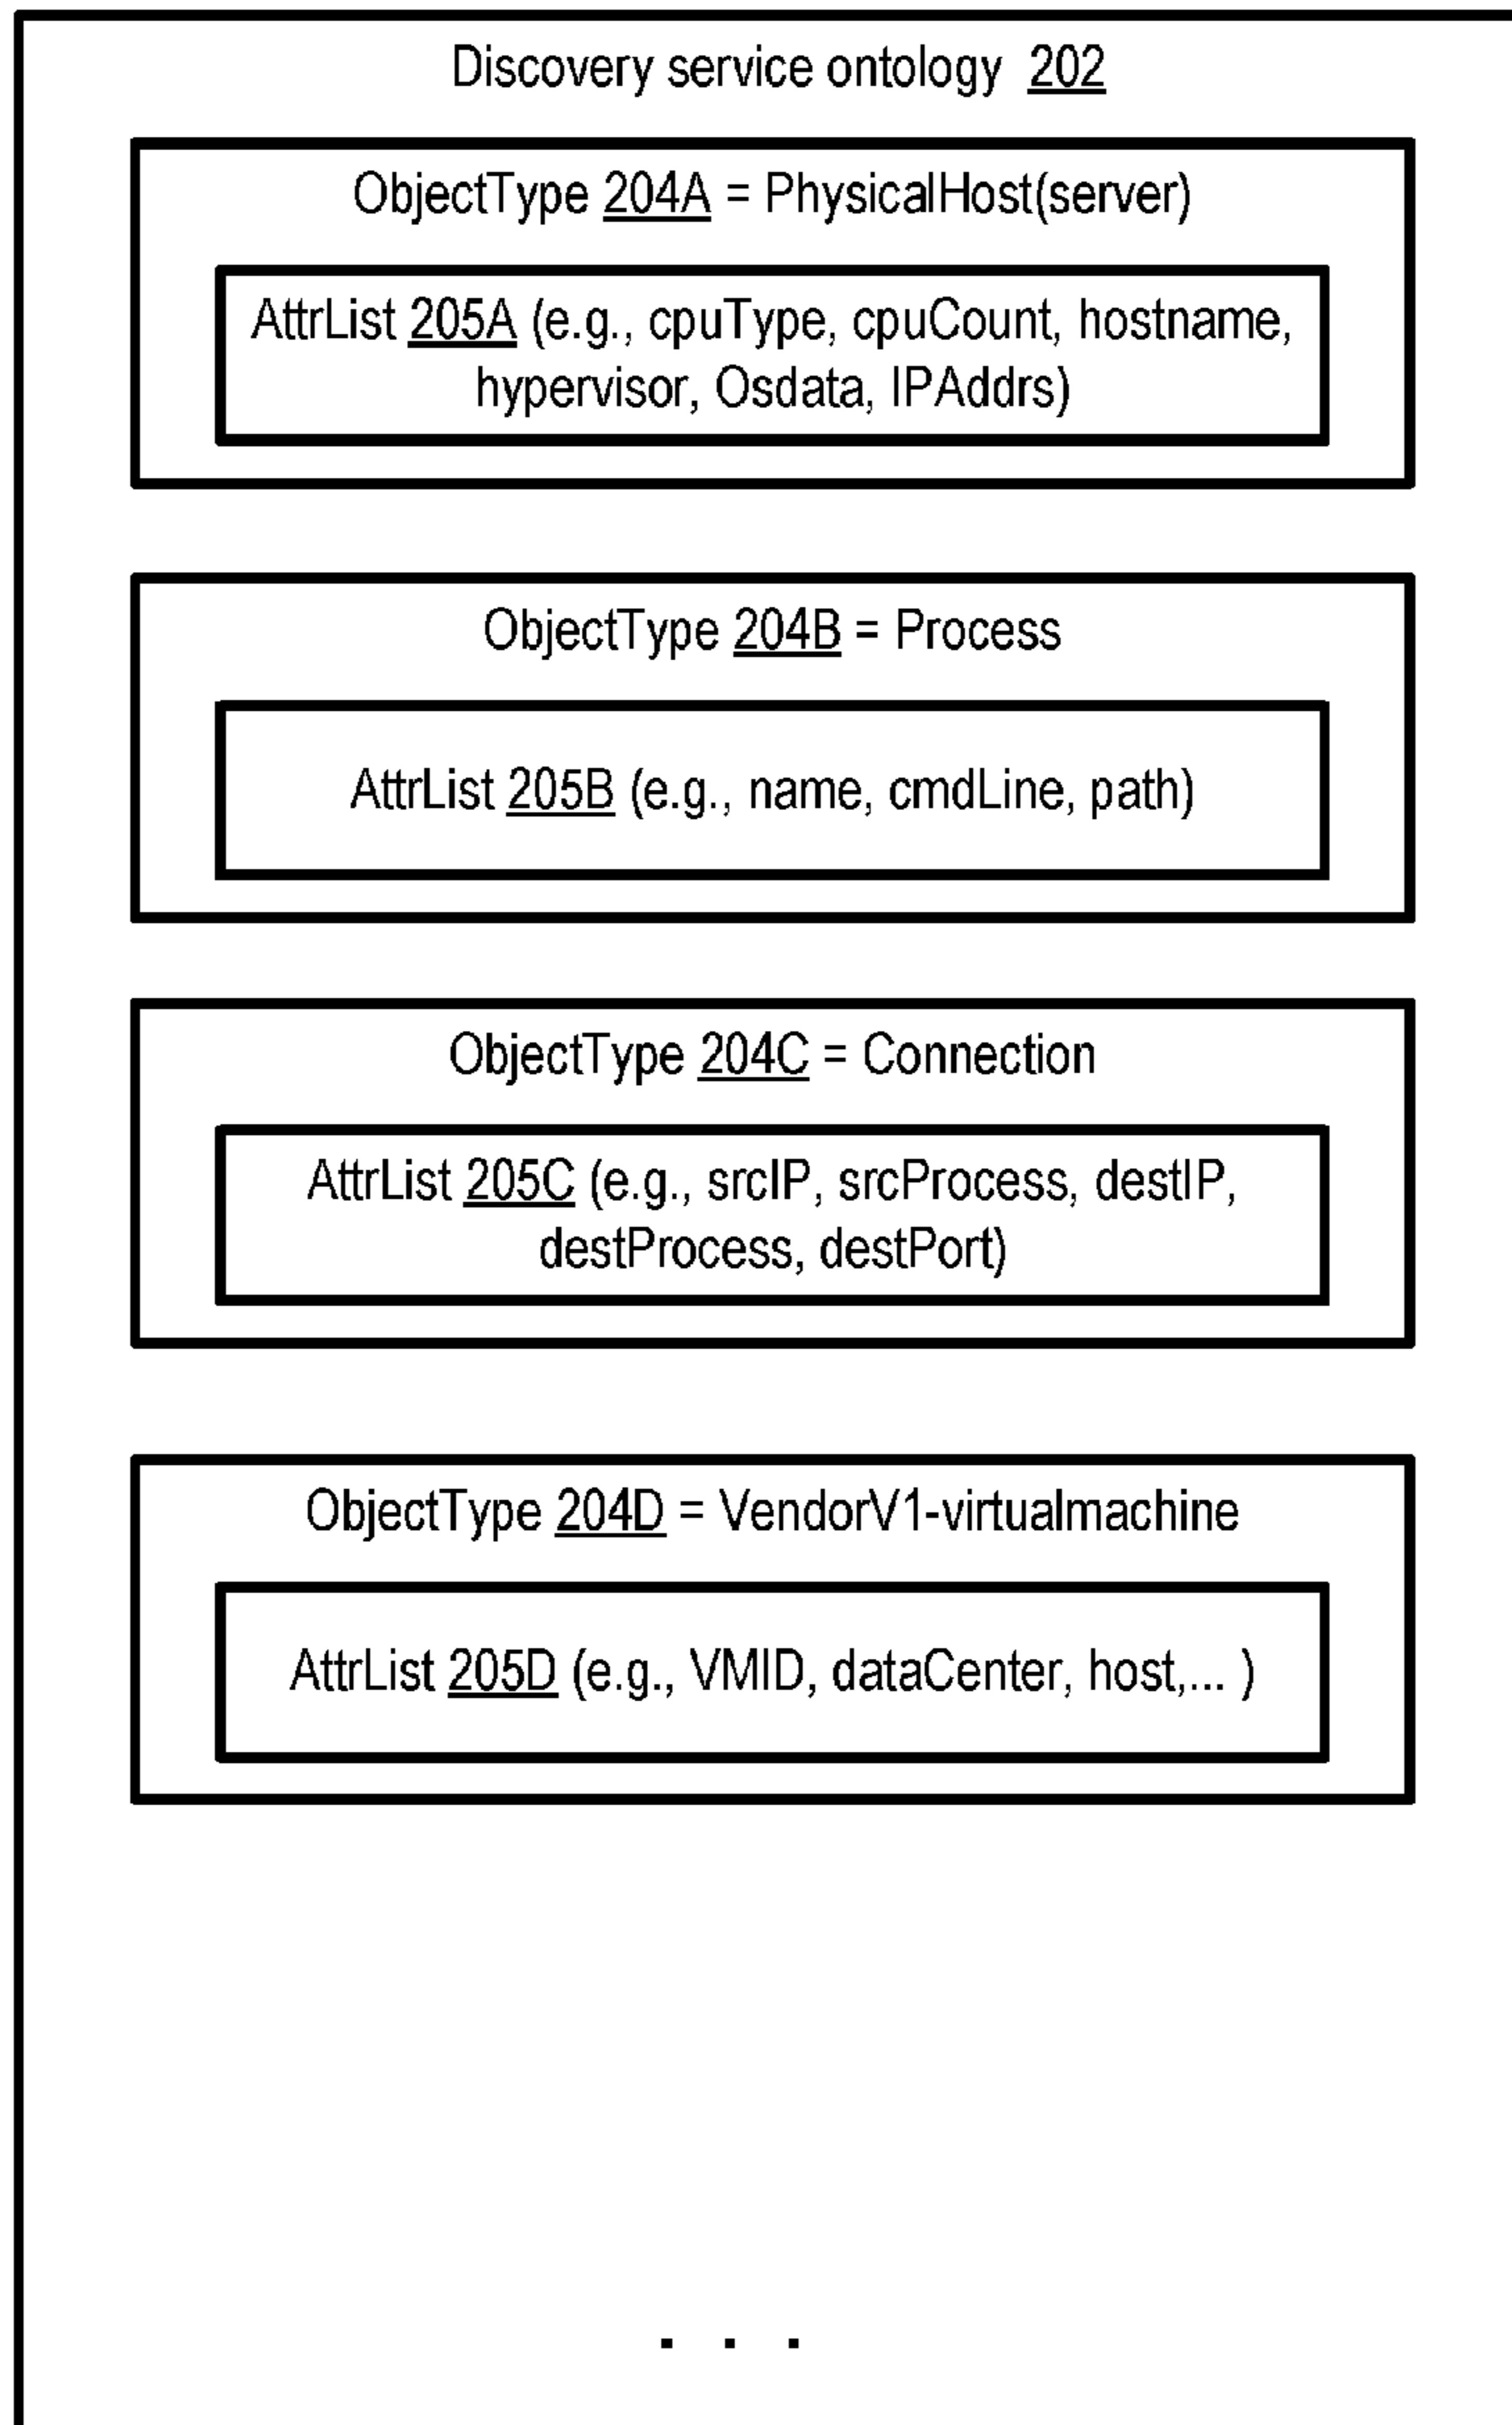 Discovery service ontology 202
ObjectType 204A = PhysicalHost(server)
AttrList 205A (e.g., cpuType, cpuCount, hostname,
hypervisor, Osdata, IPAddrs)
ObjectType 204B = Process
AttrList 205B (e.g., name, cmdLine, path)
ObjectType 204C = Connection
AttrList 205C (e.g., srcIP, srcProcess, destIP,
destProcess, destPort)
ObjectType 204D = VendorV1-virtualmachine
AttrList 205D (e.g., VMID, dataCenter, host,... )
. . .